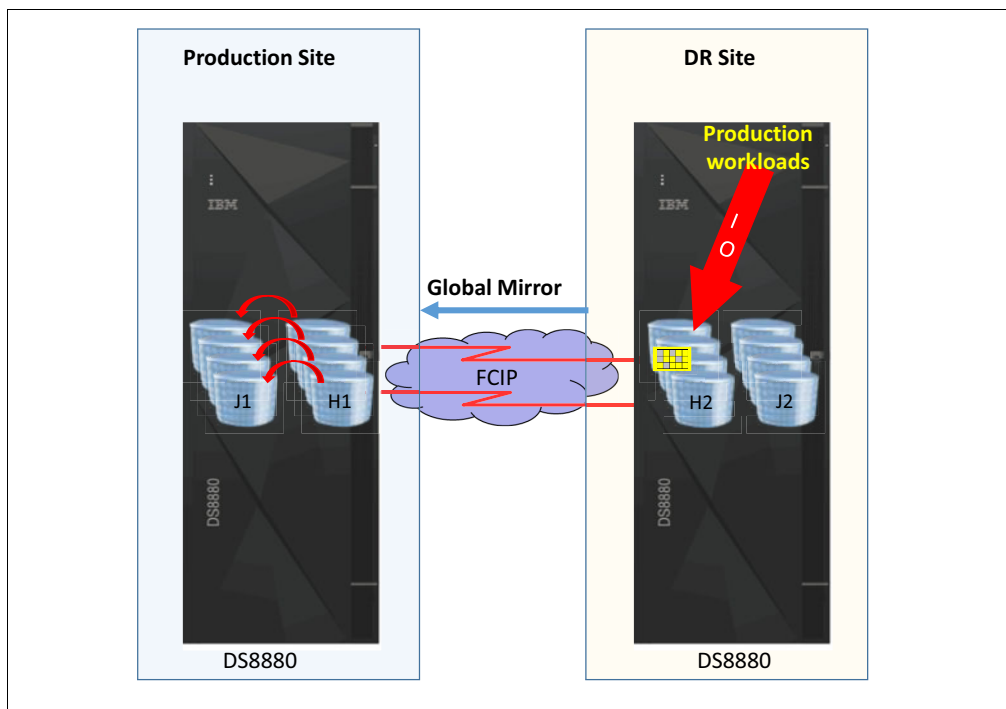 Production Site
DR Site
Production
workloads
IBM
IBM
I
O
Global Mirror
FCIP
J1
H1
H2
J2
DS8880
DS8880
DS8880
DS8880